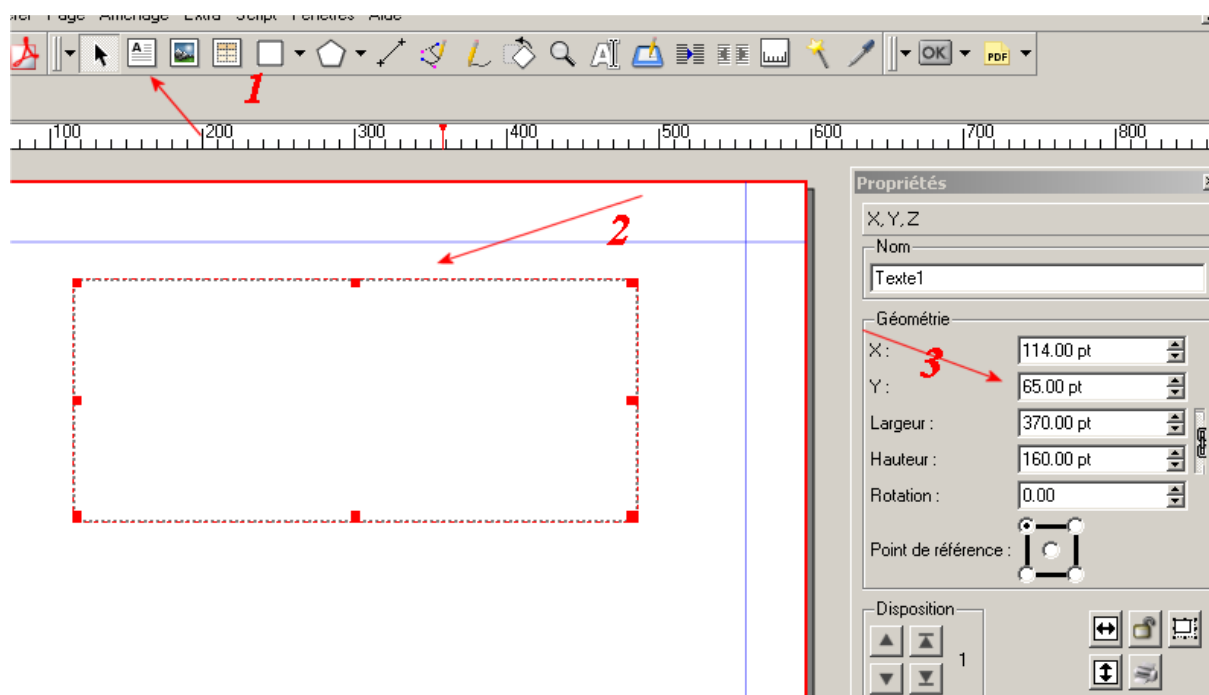 Page Affichage Extra Script Fenêtres Aide
A
AI OK PDF
1
100 200 300 400 500 600 700 800
Propriétés
X, Y, Z
2
Nom
Texte1
Géométrie
X : 114.00 pt
3
Y : 65.00 pt
Largeur : 370.00 pt
Hauteur : 160.00 pt
Rotation : 0.00
Point de référence :
Disposition
1